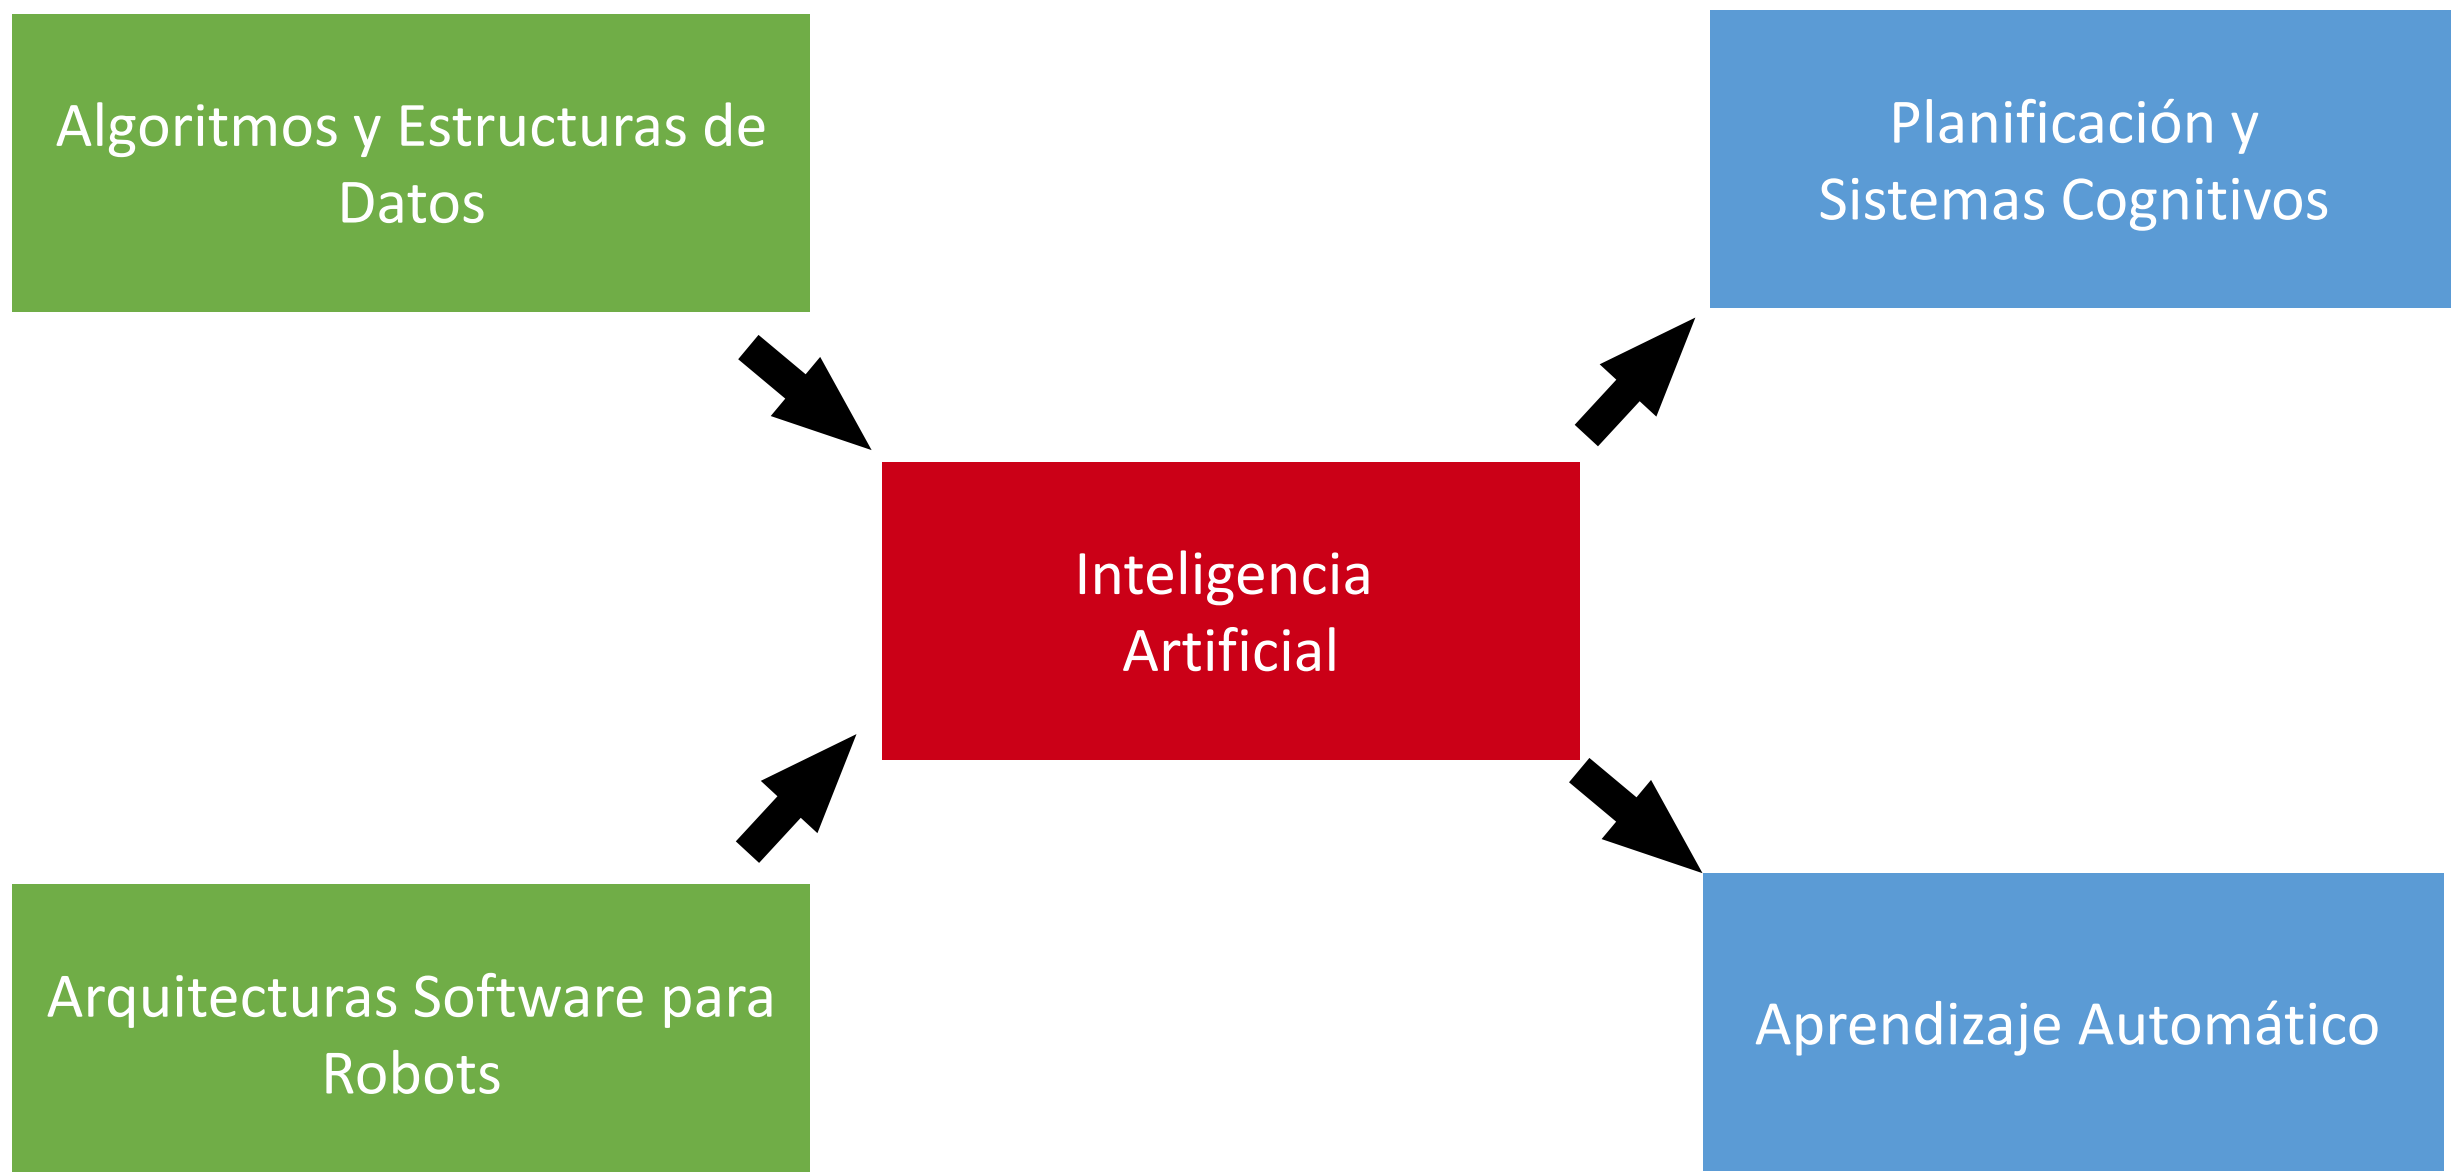 Algoritmos y Estructuras de
Datos
Planificación y
Sistemas Cognitivos
Inteligencia
Artificial
Arquitecturas Software para
Robots
Aprendizaje Automático